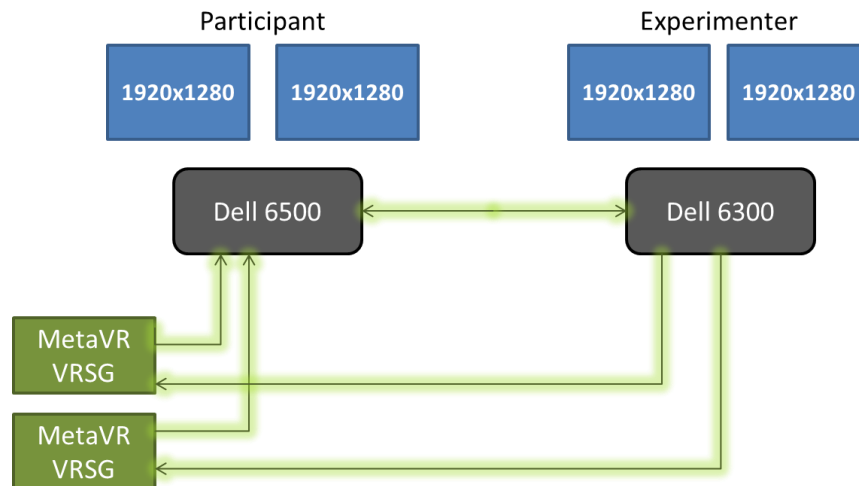 Participant
Experimenter
1920x1280
1920x1280
1920x1280
1920x1280
Dell 6500
Dell 6300
MetaVR
VRSG
MetaVR
VRSG